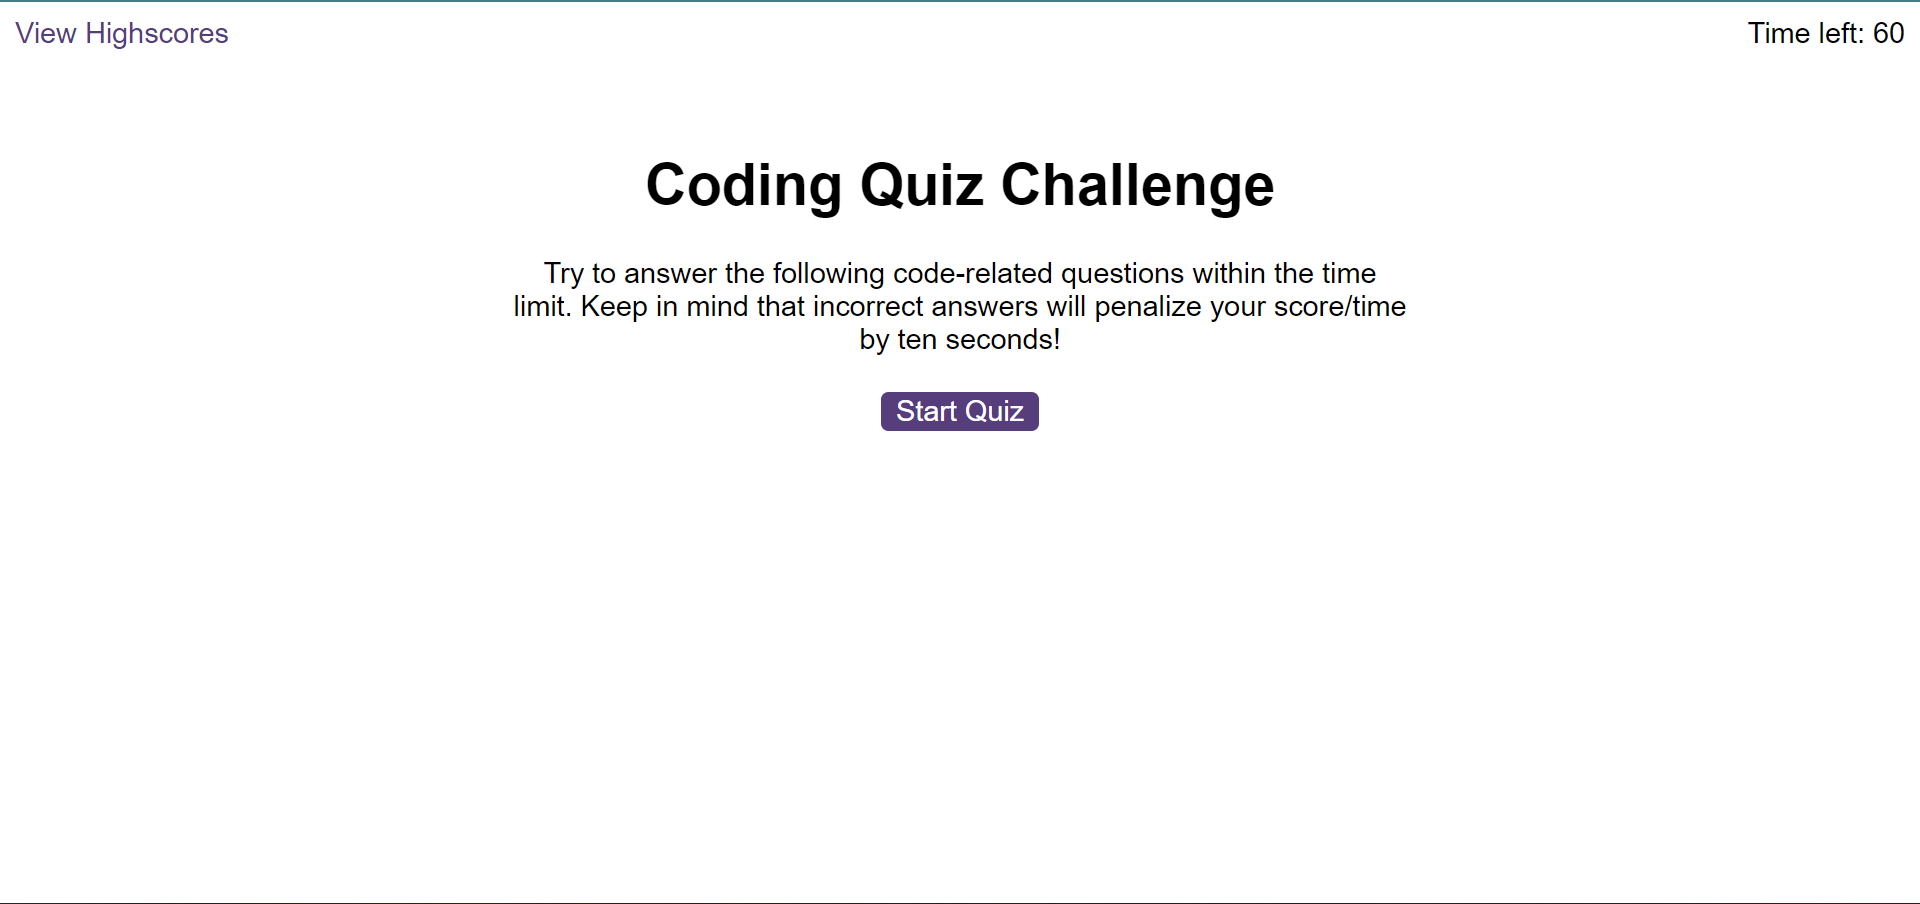 View Highscores
Time left: 60
Coding Quiz Challenge
Try to answer the following code-related questions within the time
limit. Keep in mind that incorrect answers will penalize your score/time
by ten seconds!
Start Quiz